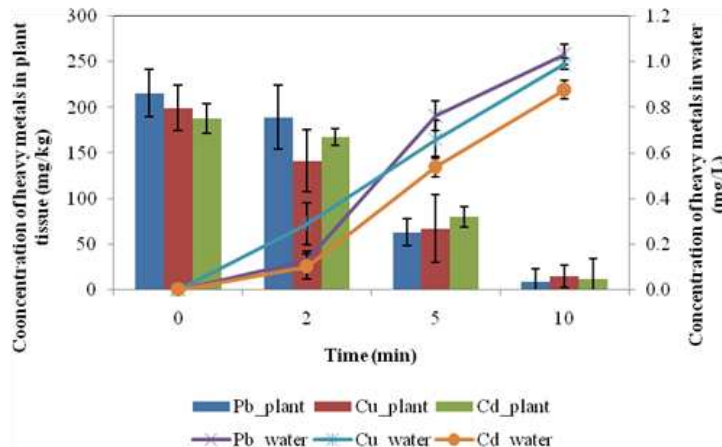 Cooncentration of heavy metals in plant
tissue (mg/kg)
300
250
200
150
100
50
0
1.2
1.0
0.8
0.6
0.4
0.2
0.0
Concentration of heavy metals in water
(mg/L)
0 2 5 10
Time (min)
Pb_plant Cu_plant Cd_plant
Pb_water Cu_water Cd_water